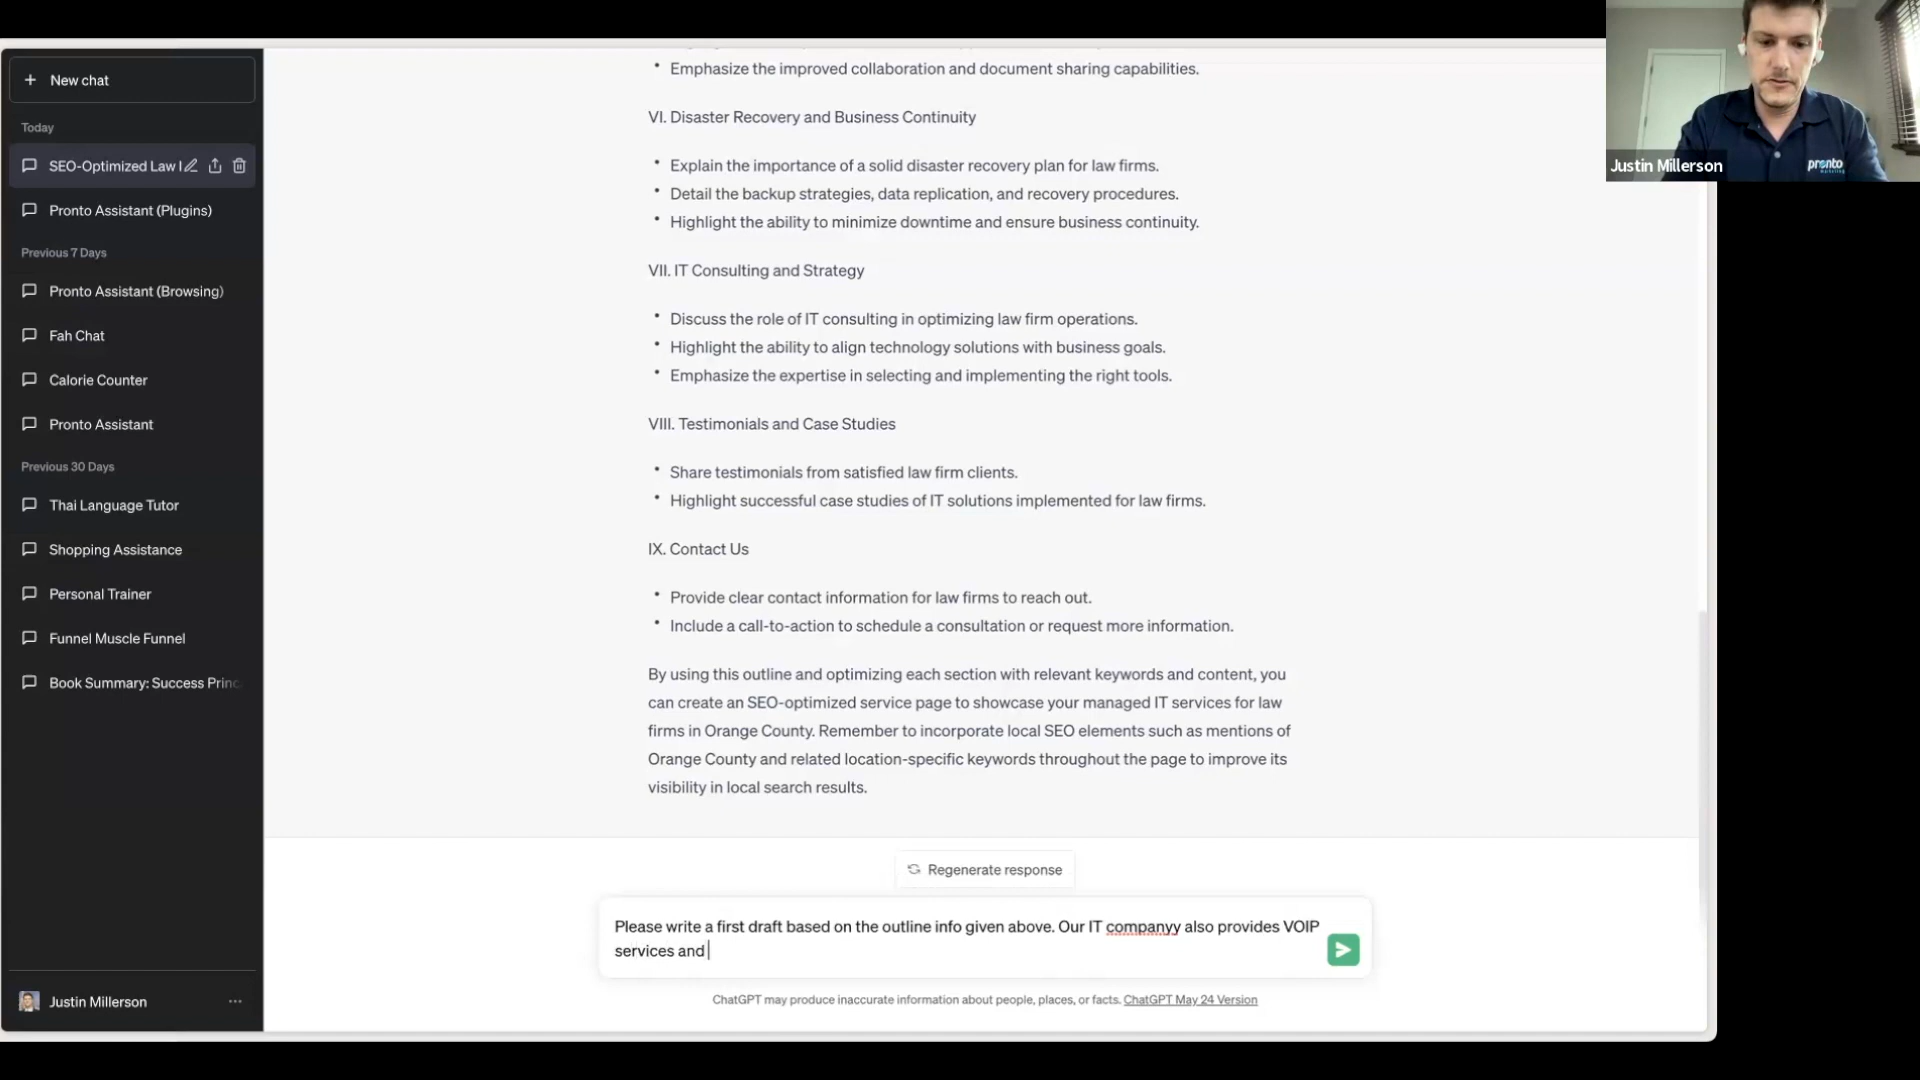 New chat
Today
SEO-Optimized Law
Pronto Assistant (Plugins)
Previous 7 Days
Pronto Assistant (Browsing)
Fah Chat
Calorie Counter
Pronto Assistant
Previous 30 Days
Thai Language Tutor
Shopping Assistance
Personal Trainer
Funnel Muscle Funnel
Book Summary: Success Princ
Justin Millerson
...
• Emphasize the improved collaboration and document sharing capabilities.
VI. Disaster Recovery and Business Continuity
• Explain the importance of a solid disaster recovery plan for law firms.
• Detail the backup strategies, data replication, and recovery procedures.
• Highlight the ability to minimize downtime and ensure business continuity.
VII. IT Consulting and Strategy
• Discuss the role of IT consulting in optimizing law firm operations.
• Highlight the ability to align technology solutions with business goals.
• Emphasize the expertise in selecting and implementing the right tools.
VIII. Testimonials and Case Studies
• Share testimonials from satisfied law firm clients.
• Highlight successful case studies of IT solutions implemented for law firms.
IX. Contact Us
• Provide clear contact information for law firms to reach out.
• Include a call-to-action to schedule a consultation or request more information.
By using this outline and optimizing each section with relevant keywords and content, you
can create an SEO-optimized service page to showcase your managed IT services for law
firms in Orange County. Remember to incorporate local SEO elements such as mentions of
Orange County and related location-specific keywords throughout the page to improve its
visibility in local search results.
Regenerate response
Please write a first draft based on the outline info given above. Our IT companyy also provides VOIP
services and
ChatGPT may produce inaccurate information about people, places, or facts. ChatGPT May 24 Version
Justin Millerson
pronto